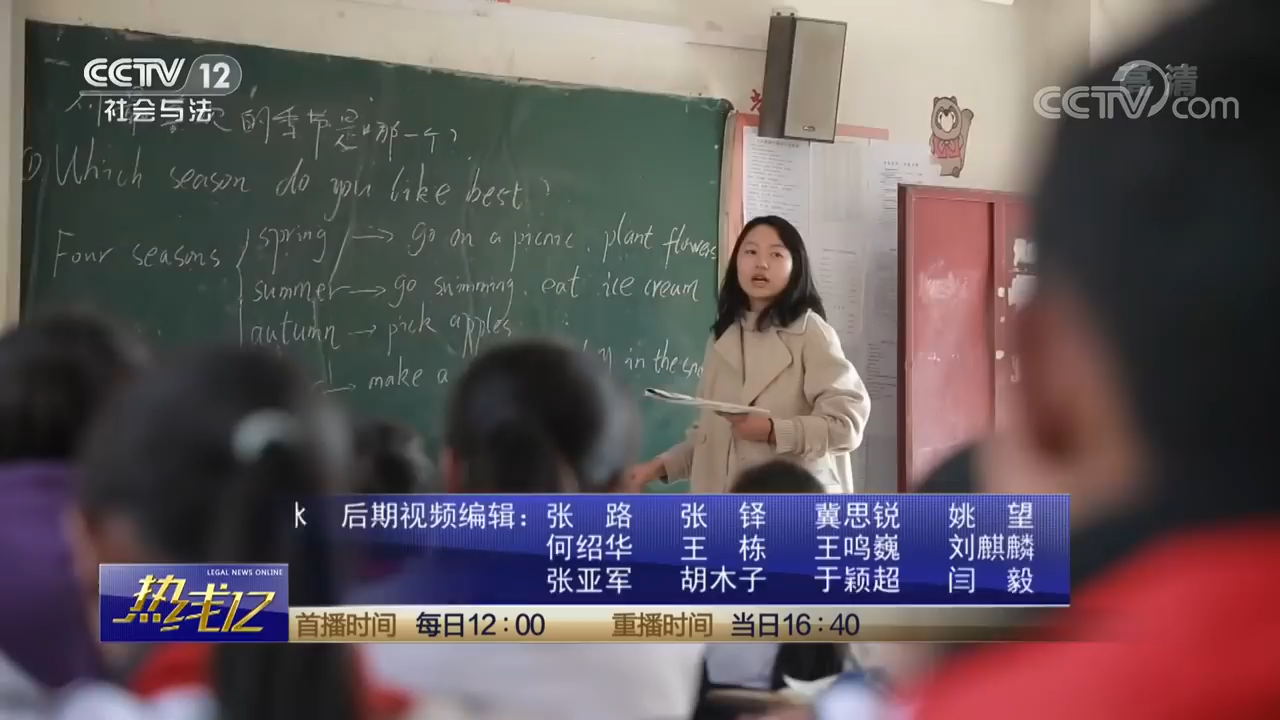 CCTV 12
社会与法
高清
CCTV com
的季节是哪一个?
① Which season do you like best?
Four seasons
spring → go on a picnic. plant flowers
summer → go swimming. eat ice cream
autumn → pick apples
→ make a in the
后期视频编辑：张 路 张 铎 冀思锐 姚 望
何绍华 王 栋 王鸣巍 刘麒麟
张亚军 胡木子 于颖超 闫 毅
LEGAL NEWS ONLINE
热线12
首播时间 每日12:00 重播时间 当日16:40